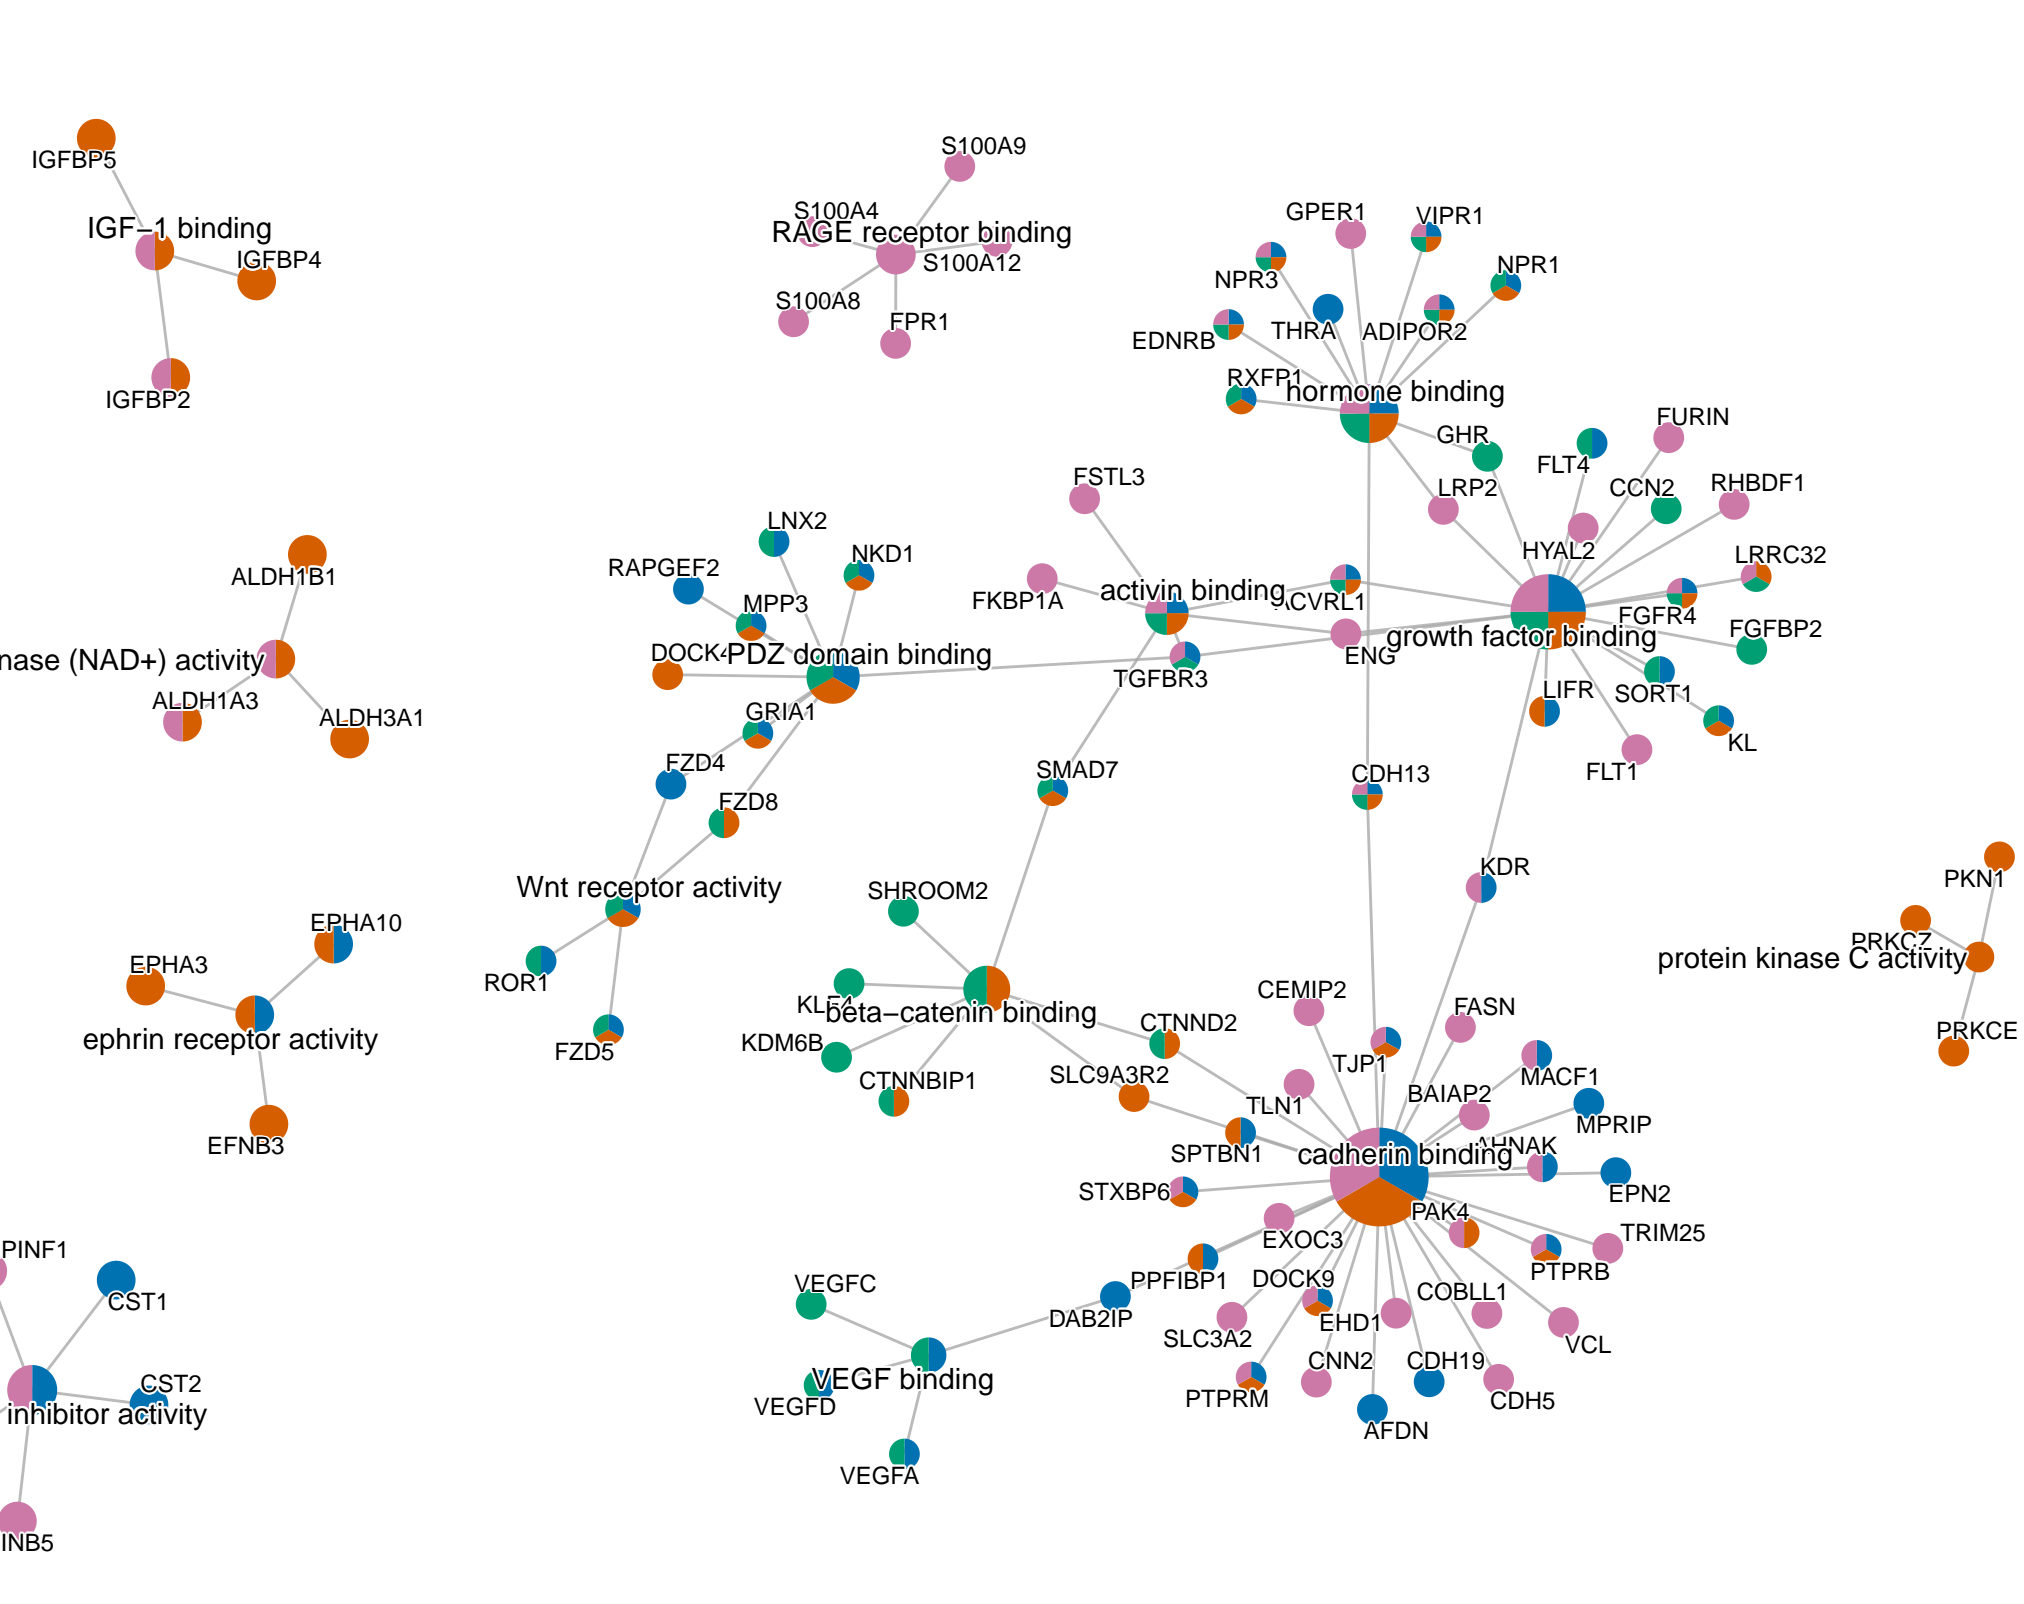 S100A9
IGFBP5
S100A4
GPER1
VIPR1
IGF−1 binding
RAGE receptor binding
IGFBP4
S100A12
NPR3
NPR1
S100A8
FPR1
THRA
ADIPOR2
EDNRB
RXFP1
hormone binding
IGFBP2
FURIN
GHR
FLT4
FSTL3
LRP2
CCN2
RHBDF1
LNX2
NKD1
HYAL2
LRRC32
RAPGEF2
ALDH1B1
activin binding
FKBP1A
ACVRL1
MPP3
FGFR4
FGFBP2
growth factor binding
DOCK4
PDZ domain binding
ENG
nase (NAD+) activity
TGFBR3
LIFR
SORT1
ALDH1A3
ALDH3A1
GRIA1
KL
FZD4
SMAD7
FLT1
CDH13
FZD8
KDR
PKN1
Wnt receptor activity
SHROOM2
EPHA10
PRKCZ
protein kinase C activity
EPHA3
ROR1
CEMIP2
FASN
KLF4
beta−catenin binding
CTNND2
PRKCE
ephrin receptor activity
KDM6B
FZD5
TJP1
SLC9A3R2
MACF1
CTNNBIP1
BAIAP2
TLN1
MPRIP
EFNB3
SPTBN1
cadherin binding
AHNAK
STXBP6
EPN2
PAK4
TRIM25
EXOC3
PINF1
PTPRB
PPFIBP1
DOCK9
VEGFC
COBLL1
CST1
DAB2IP
EHD1
SLC3A2
VCL
CNN2
CDH19
VEGF binding
CST2
PTPRM
CDH5
VEGFD
inhibitor activity
AFDN
VEGFA
INB5